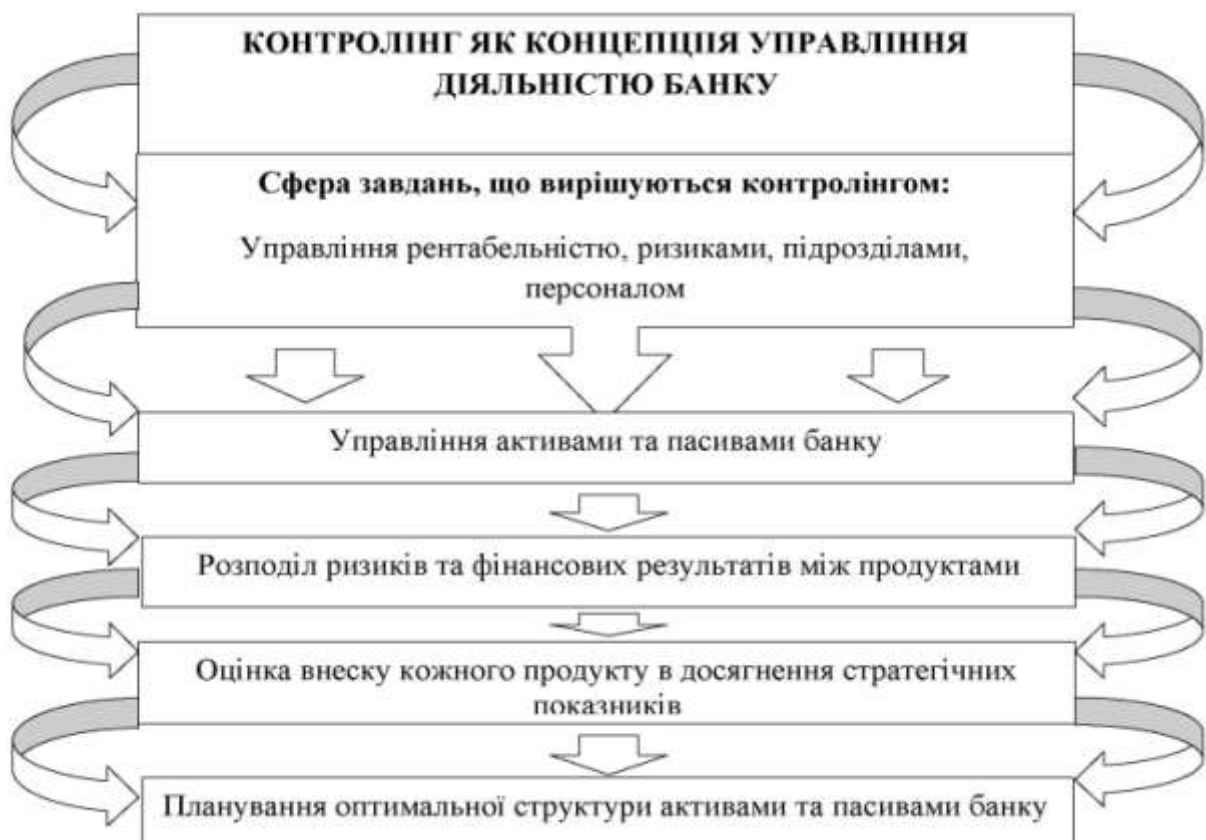 КОНТРОЛІНГ ЯК КОНЦЕПЦІІЯ УПРАВЛІННЯ
ДІЯЛЬНІСТЮ БАНКУ
Сфера завдань, що вирішуються контролінгом:
Управління рентабельністю, ризиками, підрозділами,
персоналом
Управління активами та пасивами банку
Розподіл ризиків та фінансових результатів між продуктами
Оцінка внеску кожного продукту в досягнення стратегічних
показників
Планування оптимальної структури активами та пасивами банку